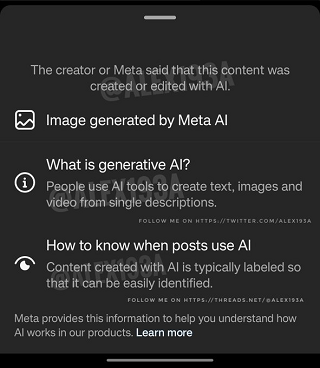 The creator or Meta said that this content was
created or edited with AI.
@ALEX193A
Image generated by Meta AI
What is generative AI?
People use AI tools to create text, images and
video from single descriptions.
@ALEX193A
FOLLOW ME ON HTTPS://TWITTER.COM/ALEX193A
How to know when posts use AI
Content created with AI is typically labeled so
that it can be easily identified.
@ALEX193A
FOLLOW ME ON HTTPS://THREADS.NET/@ALEX193A
Meta provides this information to help you understand how
AI works in our products. Learn more